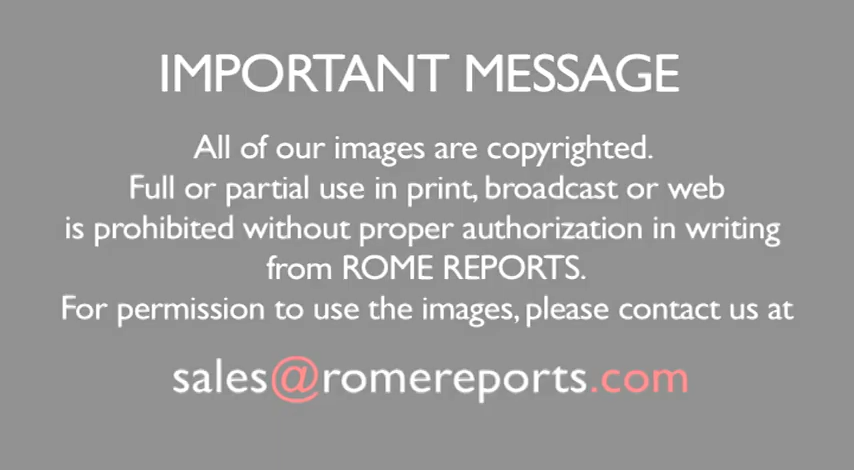 IMPORTANT MESSAGE
All of our images are copyrighted.
Full or partial use in print, broadcast or web
is prohibited without proper authorization in writing
from ROME REPORTS.
For permission to use the images, please contact us at
sales@romereports.com